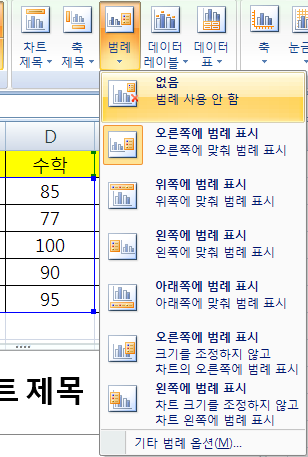 차트 제목 축 제목 범례 데이터 레이블 데이터 표 축
D
수학
85
77
100
90
95
트 제목
없음
범례 사용 안 함
오른쪽에 범례 표시
오른쪽에 맞춰 범례 표시
위쪽에 범례 표시
위쪽에 맞춰 범례 표시
왼쪽에 범례 표시
왼쪽에 맞춰 범례 표시
아래쪽에 범례 표시
아래쪽에 맞춰 범례 표시
오른쪽에 범례 표시
크기를 조정하지 않고
차트의 오른쪽에 범례 표시
왼쪽에 범례 표시
차트 크기를 조정하지 않고
차트 왼쪽에 범례 표시
기타 범례 옵션(M)...